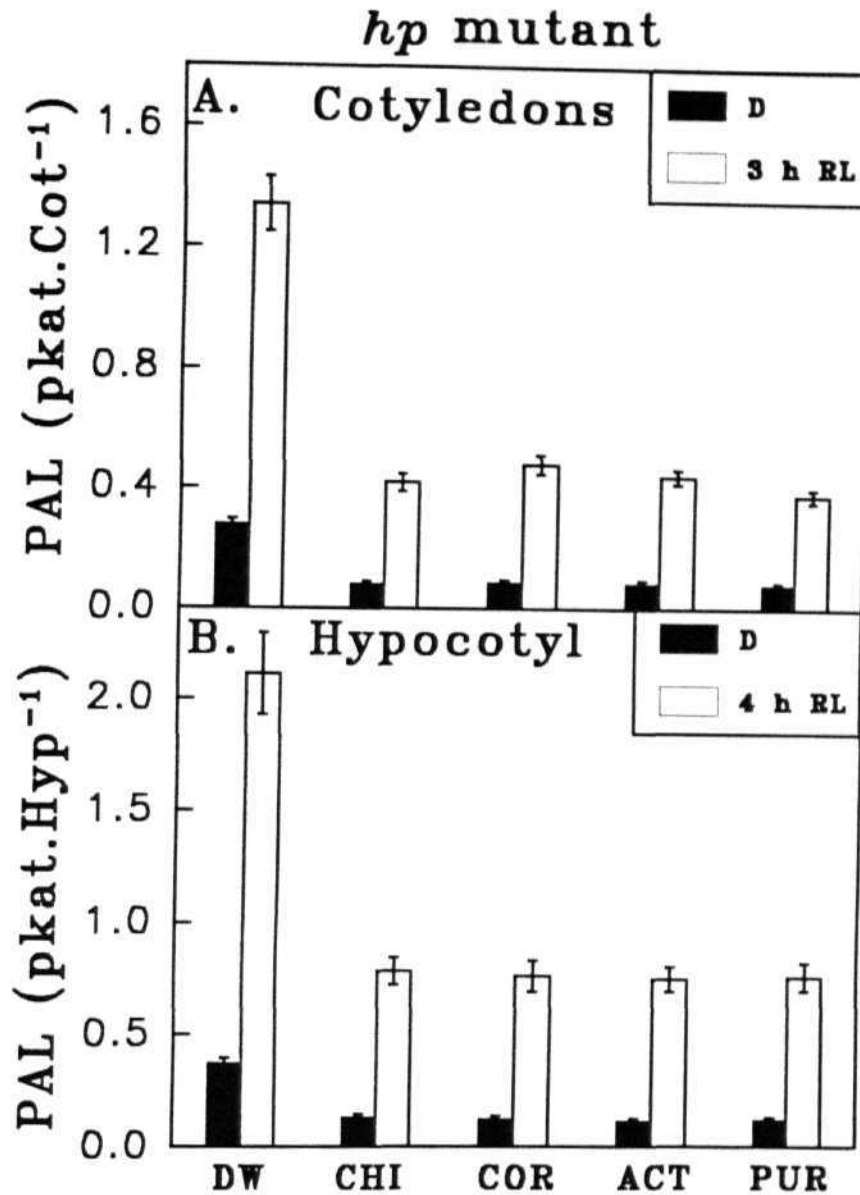 hp mutant
A. Cotyledons
D
3 h RL
PAL (pkat.Cot⁻¹)
1.6
1.2
0.8
0.4
0.0
B. Hypocotyl
D
4 h RL
PAL (pkat.Hyp⁻¹)
2.0
1.5
1.0
0.5
0.0
DW CHI COR ACT PUR